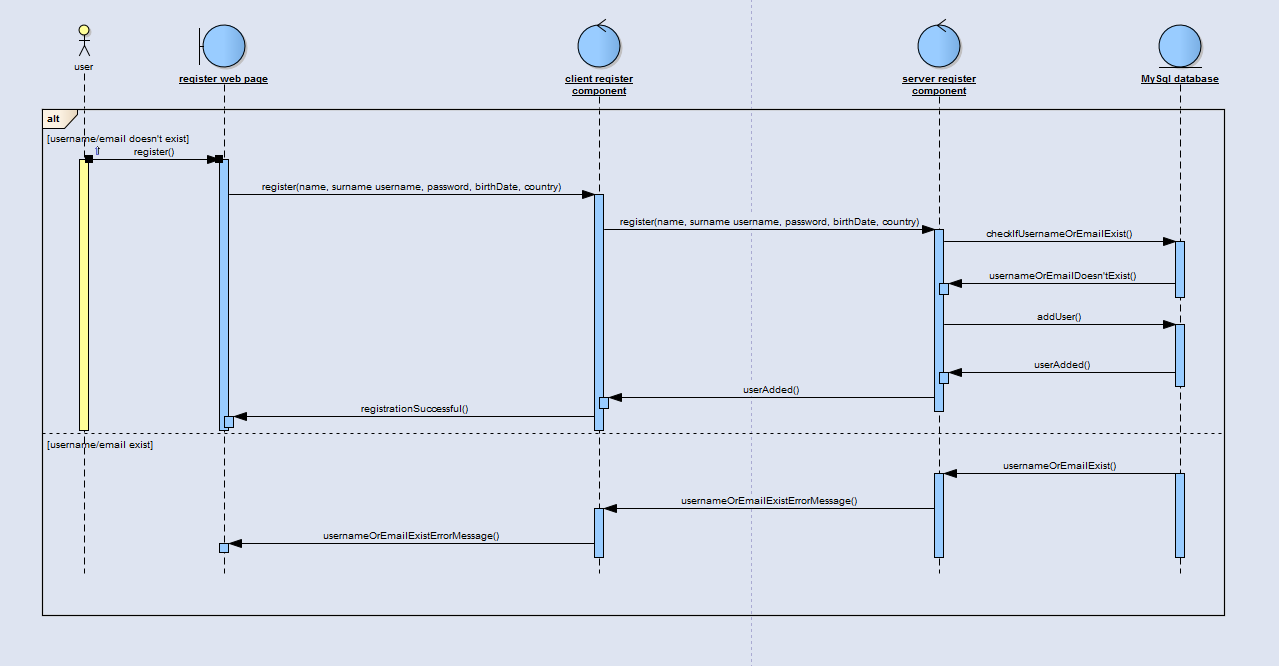 user
register web page
client register
component
server register
component
MySql database
alt
[username/email doesn't exist]
register()
register(name, surname username, password, birthDate, country)
register(name, surname username, password, birthDate, country)
checkIfUsernameOrEmailExist()
usernameOrEmailDoesn'tExist()
addUser()
userAdded()
userAdded()
registrationSuccessful()
[username/email exist]
usernameOrEmailExist()
usernameOrEmailExistErrorMessage()
usernameOrEmailExistErrorMessage()